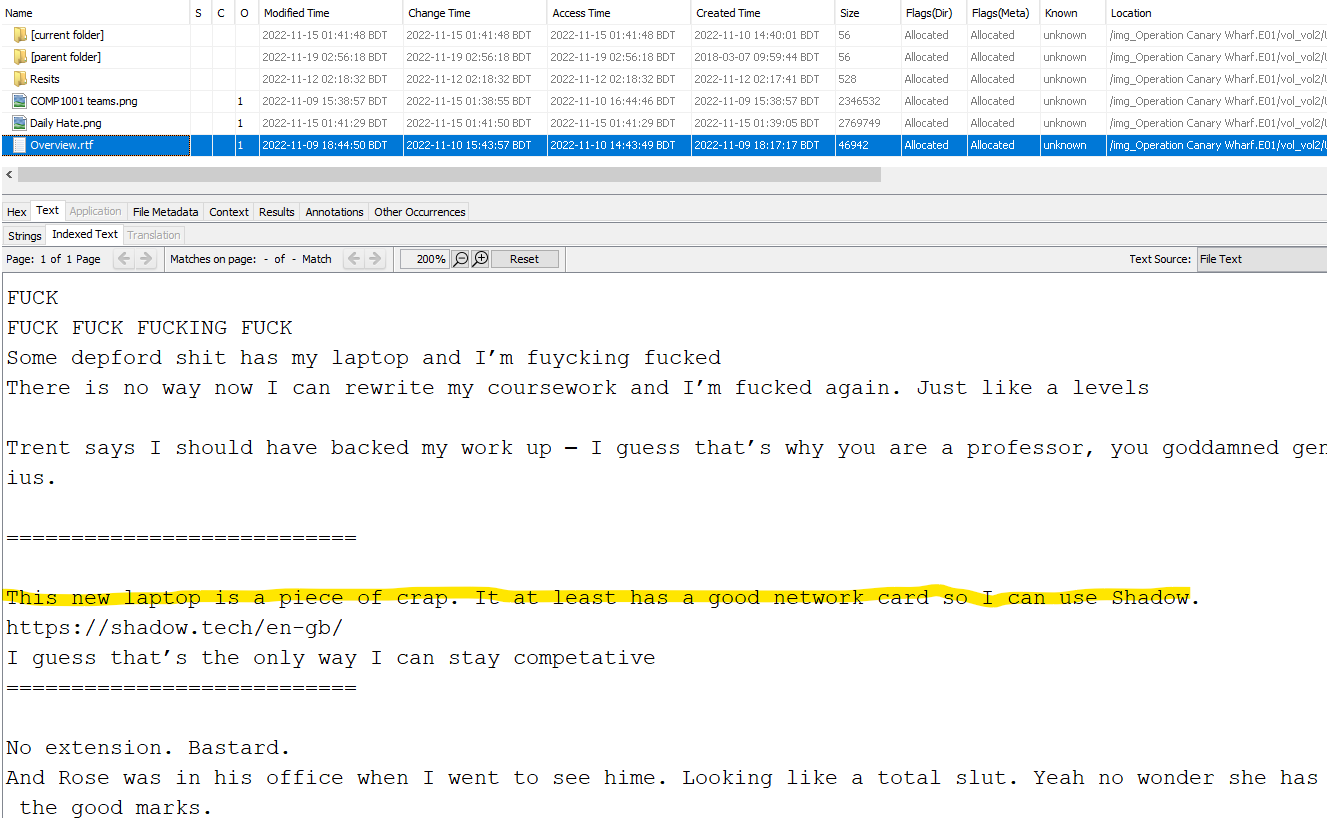 Name S C O Modified Time Change Time Access Time Created Time Size Flags(Dir) Flags(Meta) Known Location
[current folder] 2022-11-15 01:41:48 BDT 2022-11-15 01:41:48 BDT 2022-11-15 01:41:48 BDT 2022-11-10 14:40:01 BDT 56 Allocated Allocated unknown /img_Operation Canary Wharf.E01/vol_vol2/U
[parent folder] 2022-11-19 02:56:18 BDT 2022-11-19 02:56:18 BDT 2022-11-19 02:56:18 BDT 2018-03-07 09:59:44 BDT 56 Allocated Allocated unknown /img_Operation Canary Wharf.E01/vol_vol2/U
Resits 2022-11-12 02:18:32 BDT 2022-11-12 02:18:32 BDT 2022-11-12 02:18:32 BDT 2022-11-12 02:17:41 BDT 528 Allocated Allocated unknown /img_Operation Canary Wharf.E01/vol_vol2/U
COMP1001 teams.png 1 2022-11-09 15:38:57 BDT 2022-11-15 01:38:55 BDT 2022-11-10 16:44:46 BDT 2022-11-09 15:38:57 BDT 2346532 Allocated Allocated unknown /img_Operation Canary Wharf.E01/vol_vol2/U
Daily Hate.png 1 2022-11-15 01:41:29 BDT 2022-11-15 01:41:50 BDT 2022-11-15 01:41:29 BDT 2022-11-15 01:39:05 BDT 2769749 Allocated Allocated unknown /img_Operation Canary Wharf.E01/vol_vol2/U
Overview.rtf 1 2022-11-09 18:44:50 BDT 2022-11-10 15:43:57 BDT 2022-11-10 14:43:49 BDT 2022-11-09 18:17:17 BDT 46942 Allocated Allocated unknown /img_Operation Canary Wharf.E01/vol_vol2/U
Hex Text Application File Metadata Context Results Annotations Other Occurrences
Strings Indexed Text Translation
Page: 1 of 1 Page Matches on page: - of - Match 200% Reset Text Source: File Text
FUCK
FUCK FUCK FUCKING FUCK
Some depford shit has my laptop and I’m fuycking fucked
There is no way now I can rewrite my coursework and I’m fucked again. Just like a levels
Trent says I should have backed my work up – I guess that’s why you are a professor, you goddamned gen
ius.
===========================
This new laptop is a piece of crap. It at least has a good network card so I can use Shadow.
https://shadow.tech/en-gb/
I guess that’s the only way I can stay competative
===========================
No extension. Bastard.
And Rose was in his office when I went to see hime. Looking like a total slut. Yeah no wonder she has
the good marks.